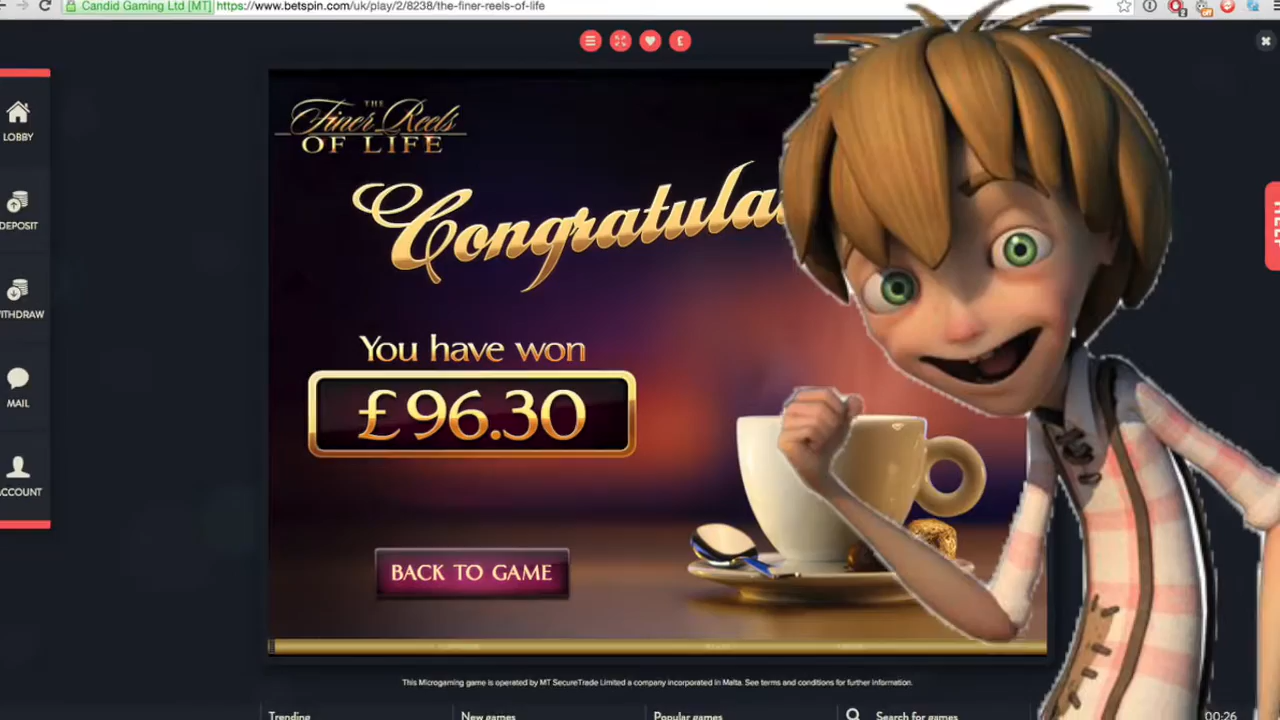 Candid Gaming Ltd [MT] https://www.betspin.com/uk/play/2/8238/the-finer-reels-of-life
£
LOBBY
DEPOSIT
ITHDRAW
MAIL
CCOUNT
THE
Finer Reels
OF LIFE
Congratula
You have won
£96.30
BACK TO GAME
This Microgaming game is operated by MT SecureTrade Limited a company incorporated in Malta. See terms and conditions for further information.
Trending New games Popular games Search for games 00:26